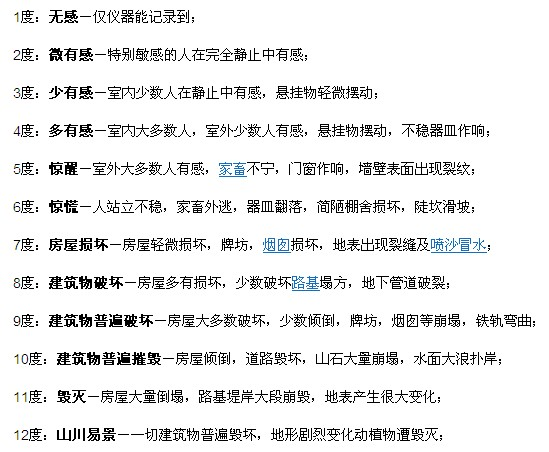 1度：无感—仅仪器能记录到；
2度：微有感—特别敏感的人在完全静止中有感；
3度：少有感—室内少数人在静止中有感，悬挂物轻微摆动；
4度：多有感—室内大多数人，室外少数人有感，悬挂物摆动，不稳器皿作响；
5度：惊醒—室外大多数人有感，家畜不宁，门窗作响，墙壁表面出现裂纹；
6度：惊慌—人站立不稳，家畜外逃，器皿翻落，简陋棚舍损坏，陡坎滑坡；
7度：房屋损坏—房屋轻微损坏，牌坊，烟囱损坏，地表出现裂缝及喷沙冒水；
8度：建筑物破坏—房屋多有损坏，少数破坏路基塌方，地下管道破裂；
9度：建筑物普遍破坏—房屋大多数破坏，少数倾倒，牌坊，烟囱等崩塌，铁轨弯曲；
10度：建筑物普遍摧毁—房屋倾倒，道路毁坏，山石大量崩塌，水面大浪扑岸；
11度：毁灭—房屋大量倒塌，路基堤岸大段崩毁，地表产生很大变化；
12度：山川易景—一切建筑物普遍毁坏，地形剧烈变化动植物遭毁灭；